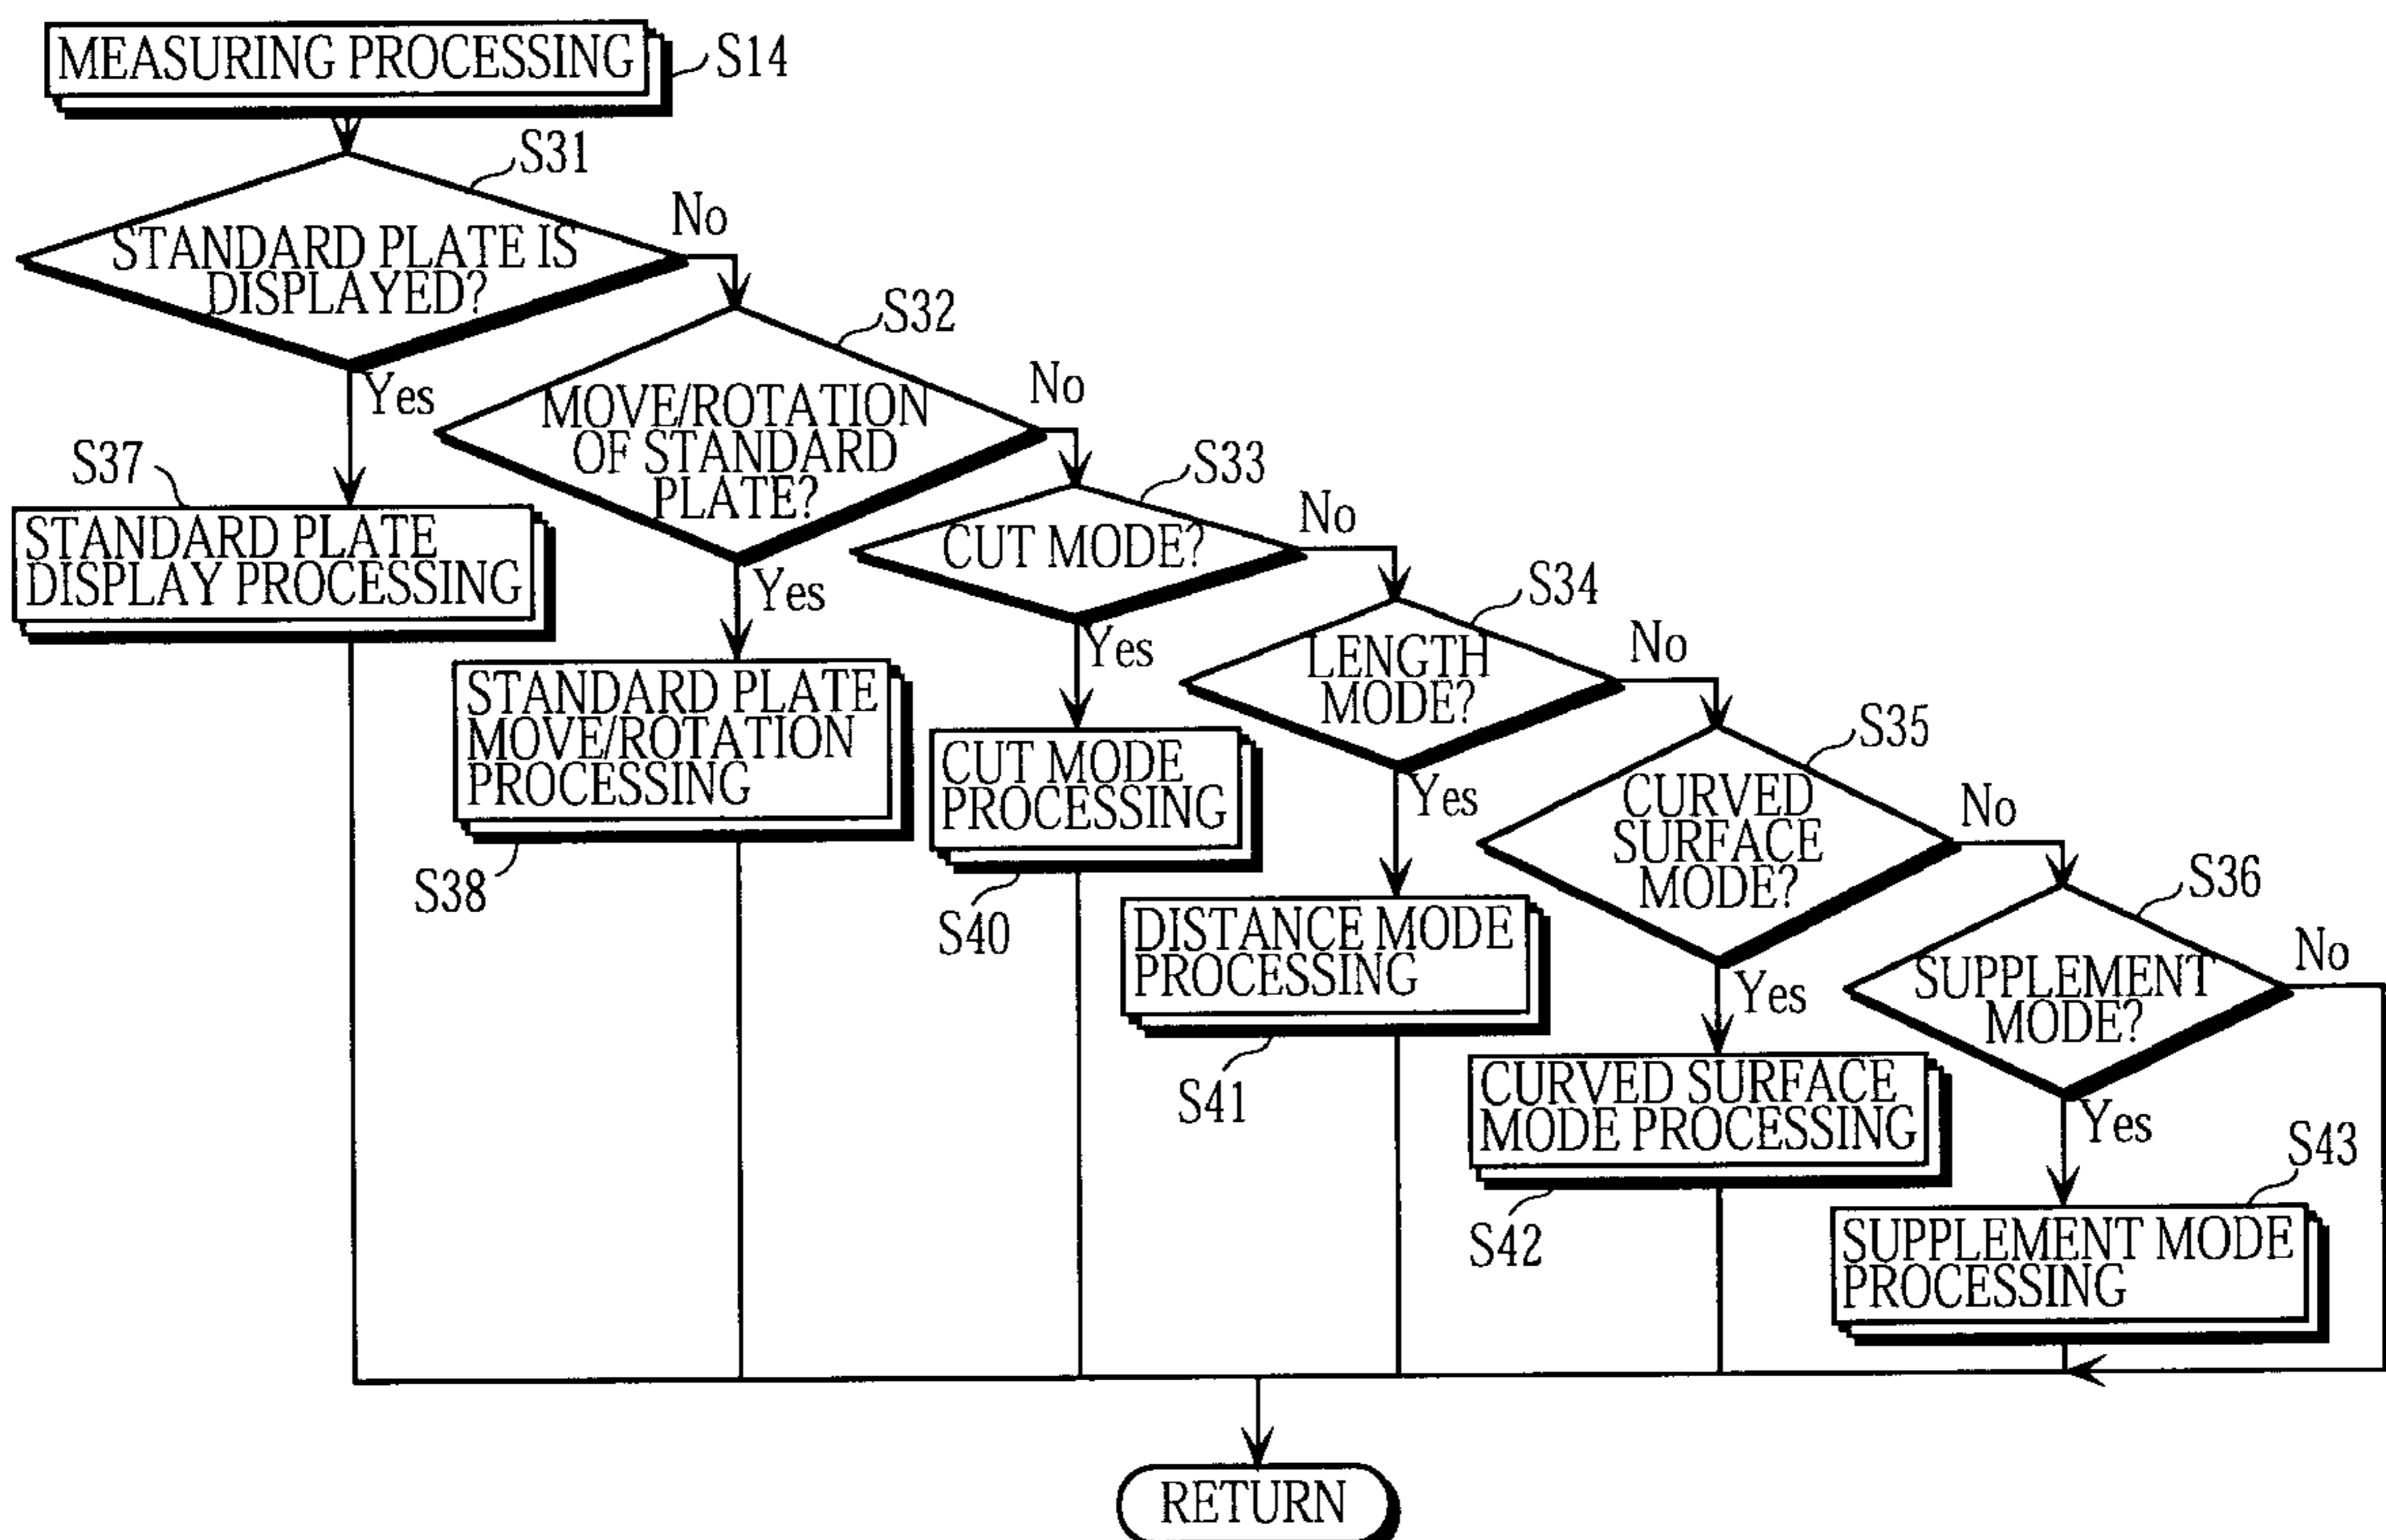 MEASURING PROCESSING
S14
S31
STANDARD PLATE IS
DISPLAYED?
No
Yes
S32
MOVE/ROTATION
OF STANDARD
PLATE?
No
Yes
S37
STANDARD PLATE
DISPLAY PROCESSING
S33
CUT MODE?
No
Yes
S38
STANDARD PLATE
MOVE/ROTATION
PROCESSING
S34
LENGTH
MODE?
No
Yes
S40
CUT MODE
PROCESSING
S35
CURVED
SURFACE
MODE?
No
Yes
S41
DISTANCE MODE
PROCESSING
S36
SUPPLEMENT
MODE?
No
Yes
S42
CURVED SURFACE
MODE PROCESSING
S43
SUPPLEMENT MODE
PROCESSING
RETURN